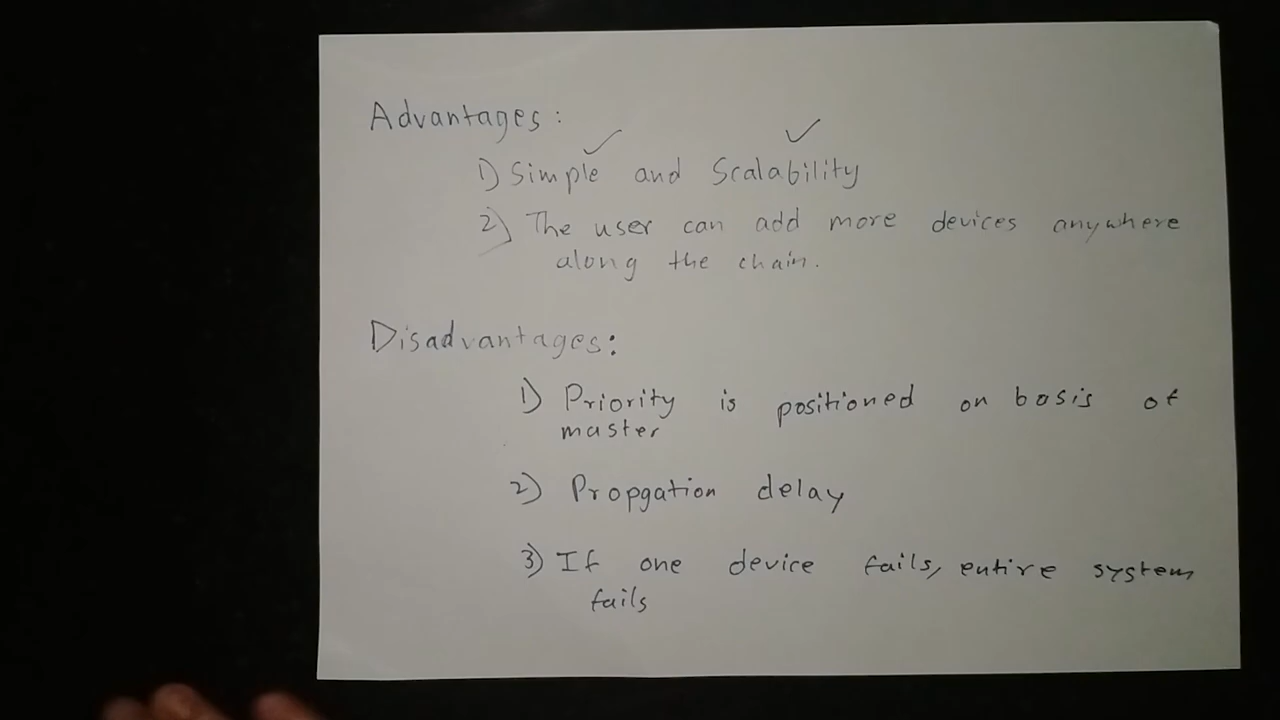 Advantages:
1) Simple and Scalability
2) The user can add more devices anywhere
along the chain.
Disadvantages:
1) Priority is positioned on basis of
master
2) Propgation delay
3) If one device fails, entire system
fails